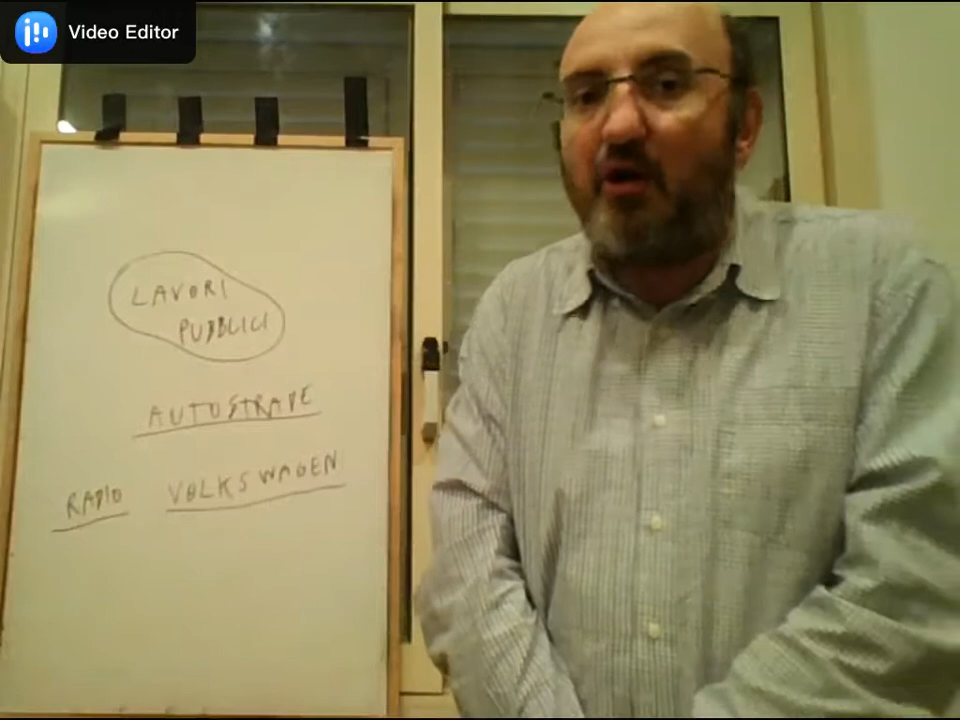 Video Editor
LAVORI
PUBBLICI
AUTOSTRADE
RADIO VOLKSWAGEN